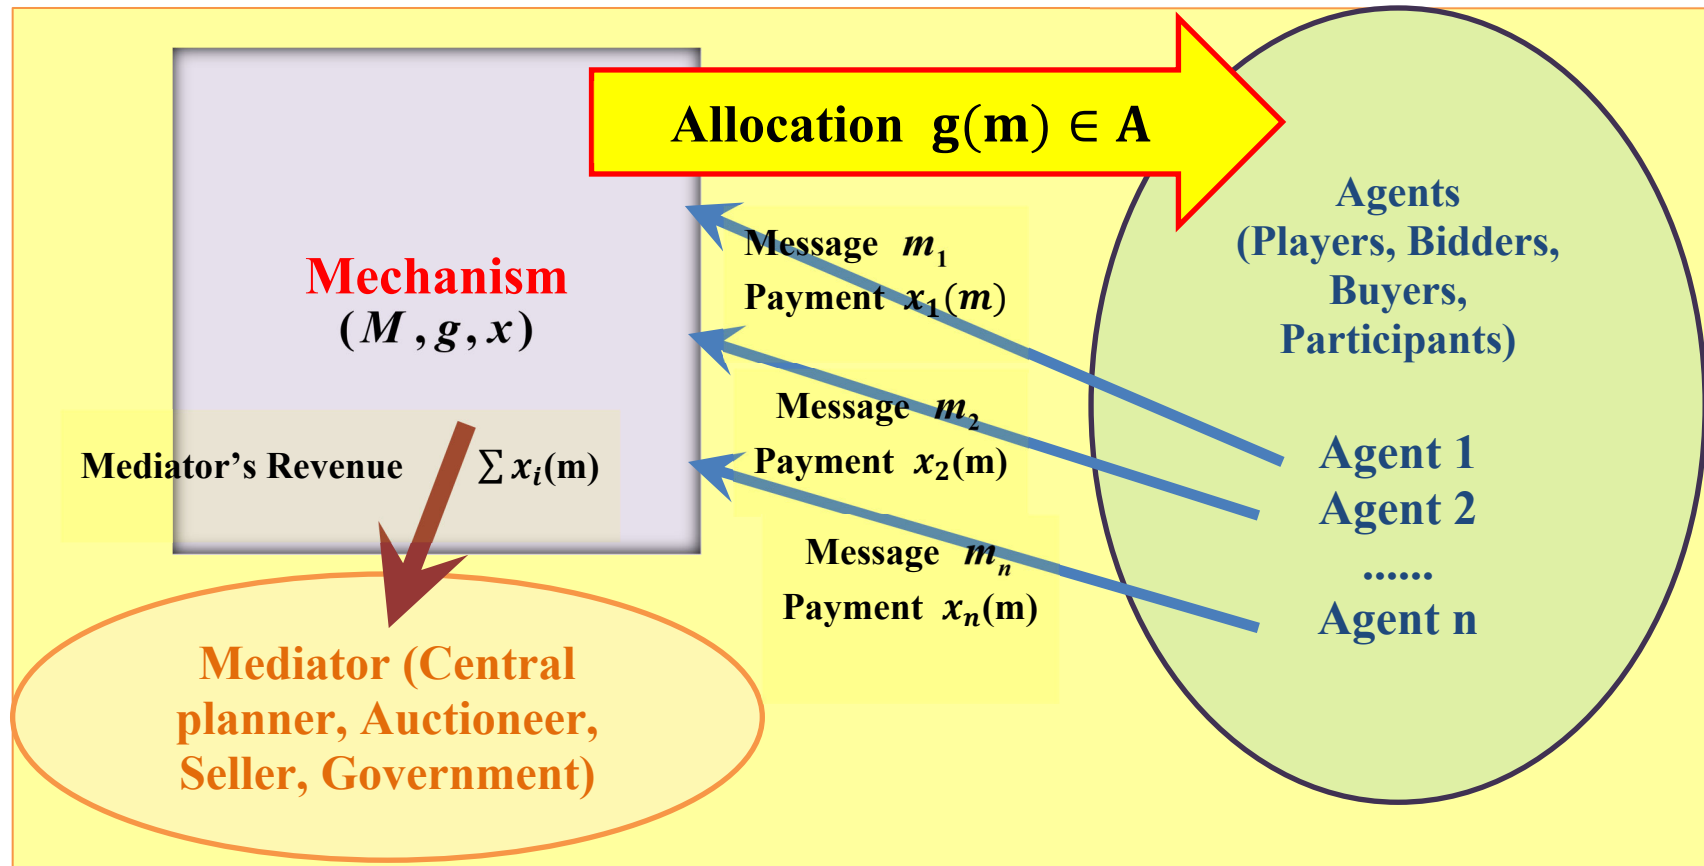 Allocation g(m) ∈ A
Mechanism
(M, g, x)
Message m₁
Payment x₁(m)
Message m₂
Payment x₂(m)
Message mₙ
Payment xₙ(m)
Mediator’s Revenue ∑ xᵢ(m)
Mediator (Central
planner, Auctioneer,
Seller, Government)
Agents
(Players, Bidders,
Buyers,
Participants)
Agent 1
Agent 2
......
Agent n